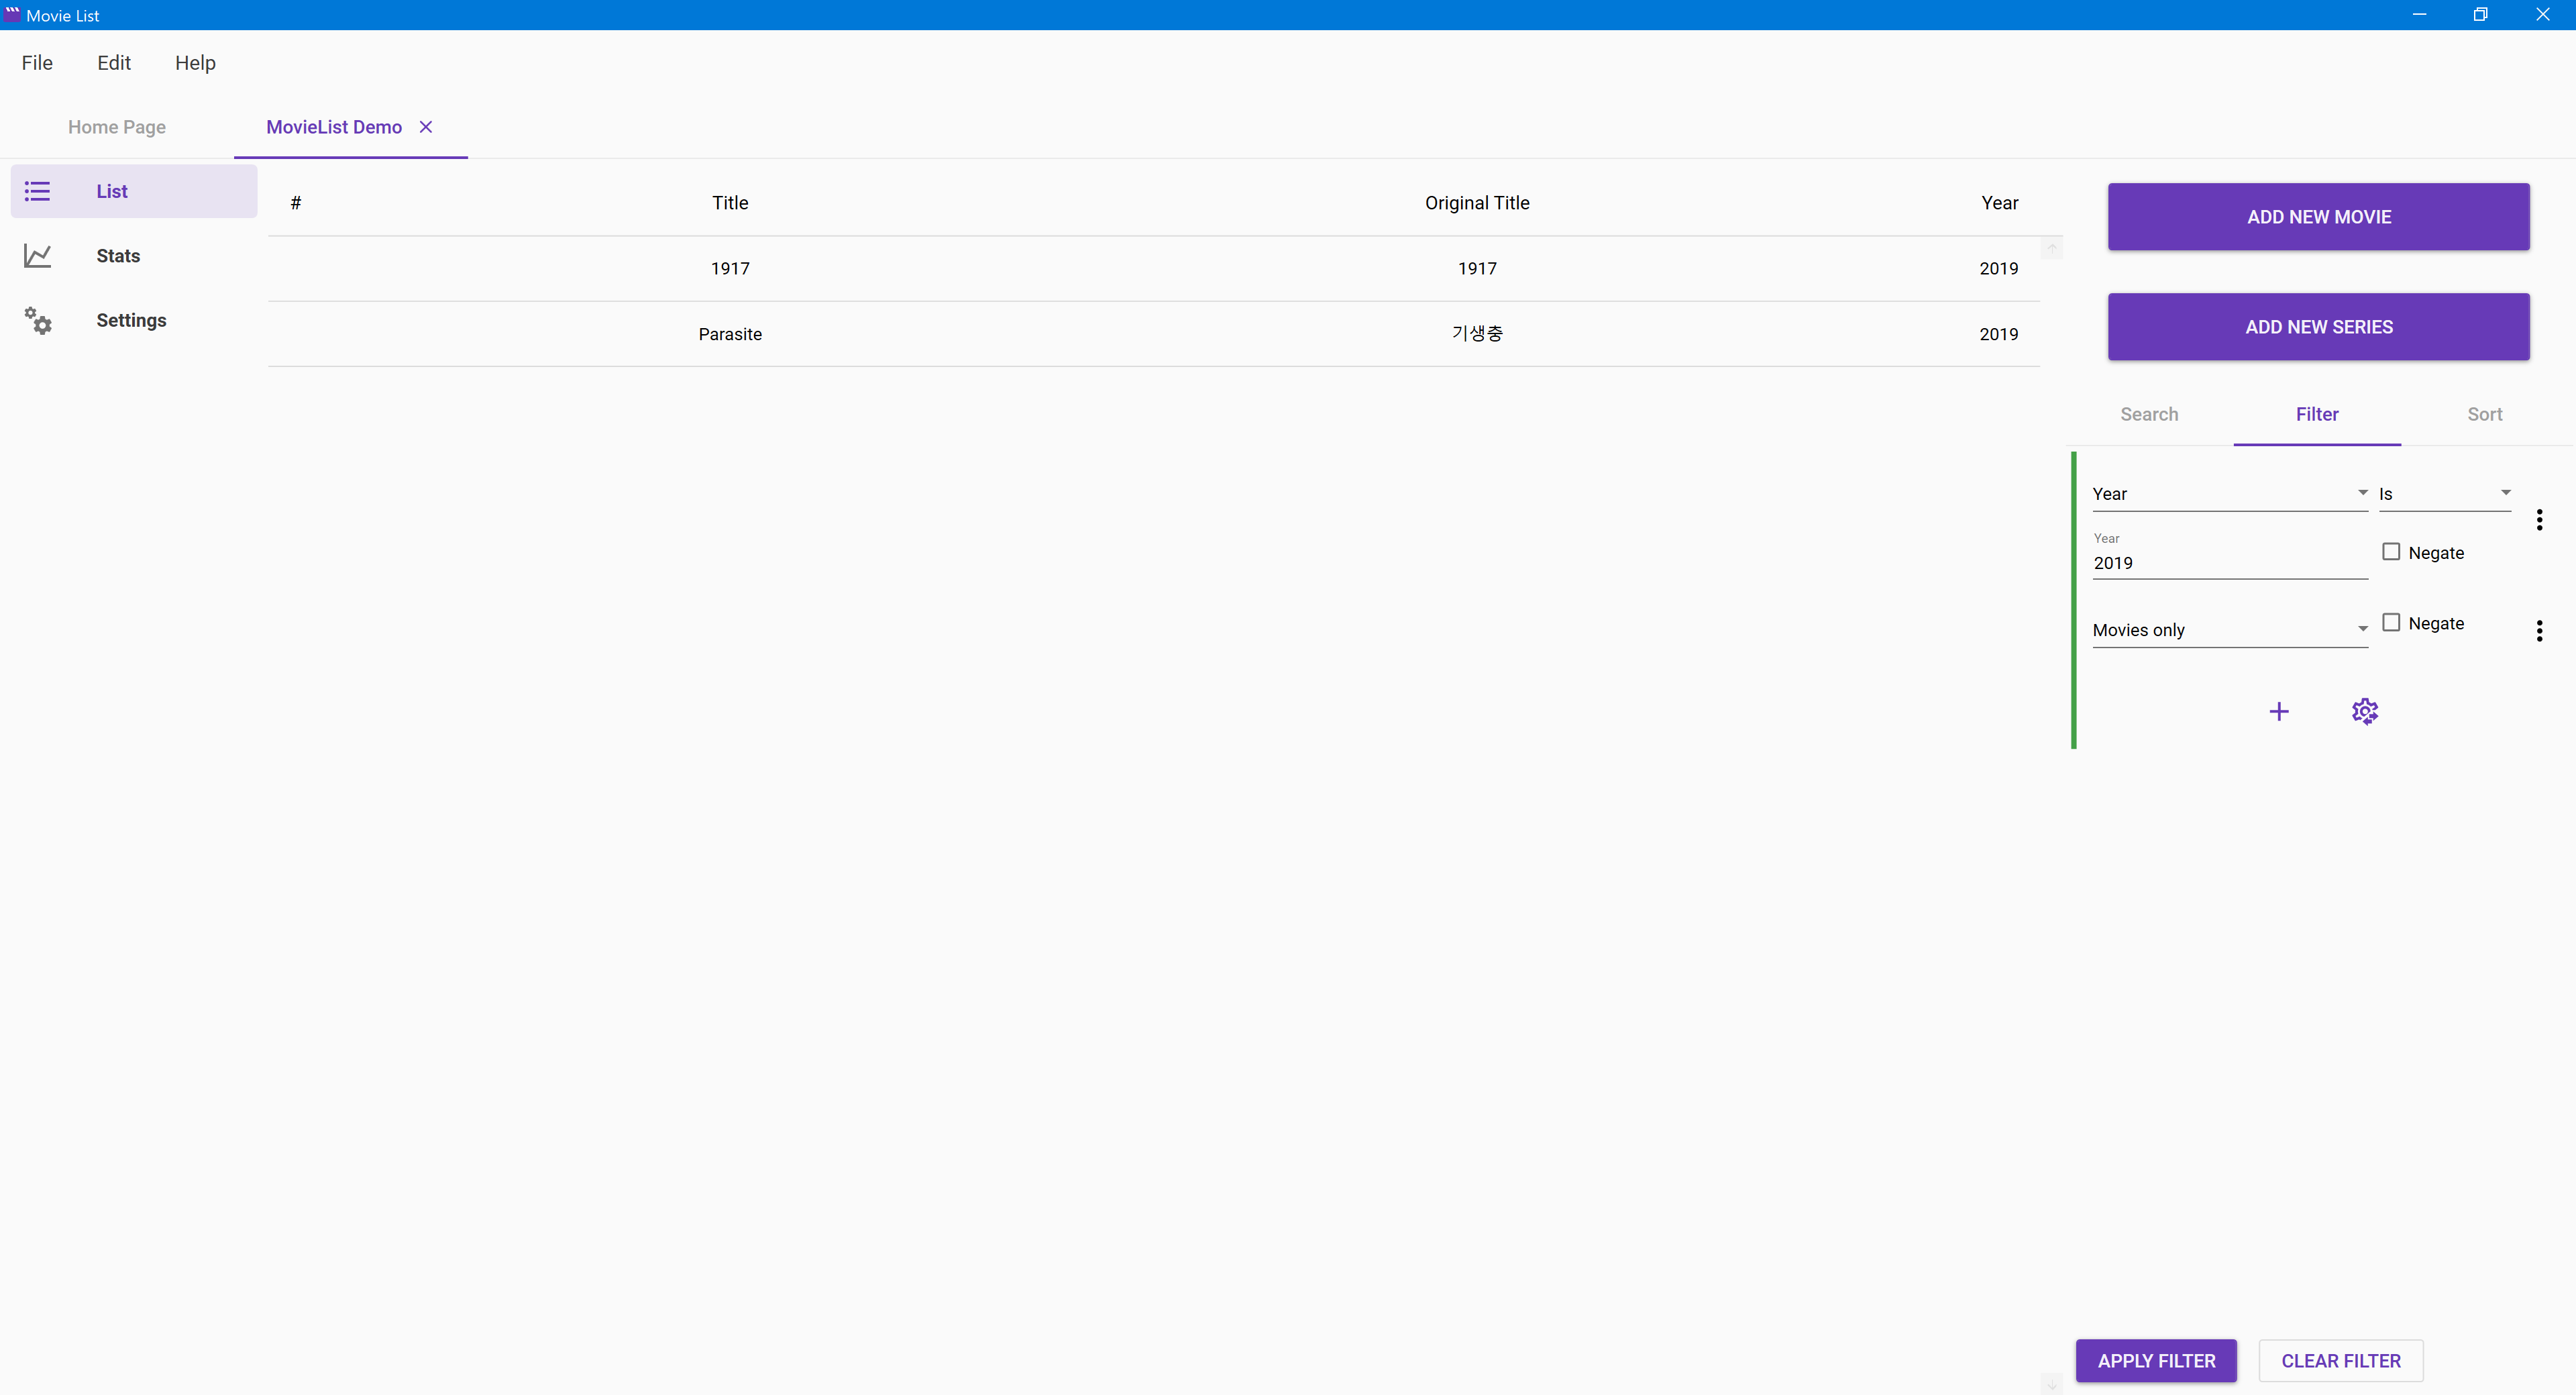 Movie List
File Edit Help
Home Page MovieList Demo
List
Stats
Settings
# Title Original Title Year
1917 1917 2019
Parasite 기생충 2019
ADD NEW MOVIE
ADD NEW SERIES
Search Filter Sort
Year Is
Year
2019 Negate
Movies only Negate
APPLY FILTER CLEAR FILTER